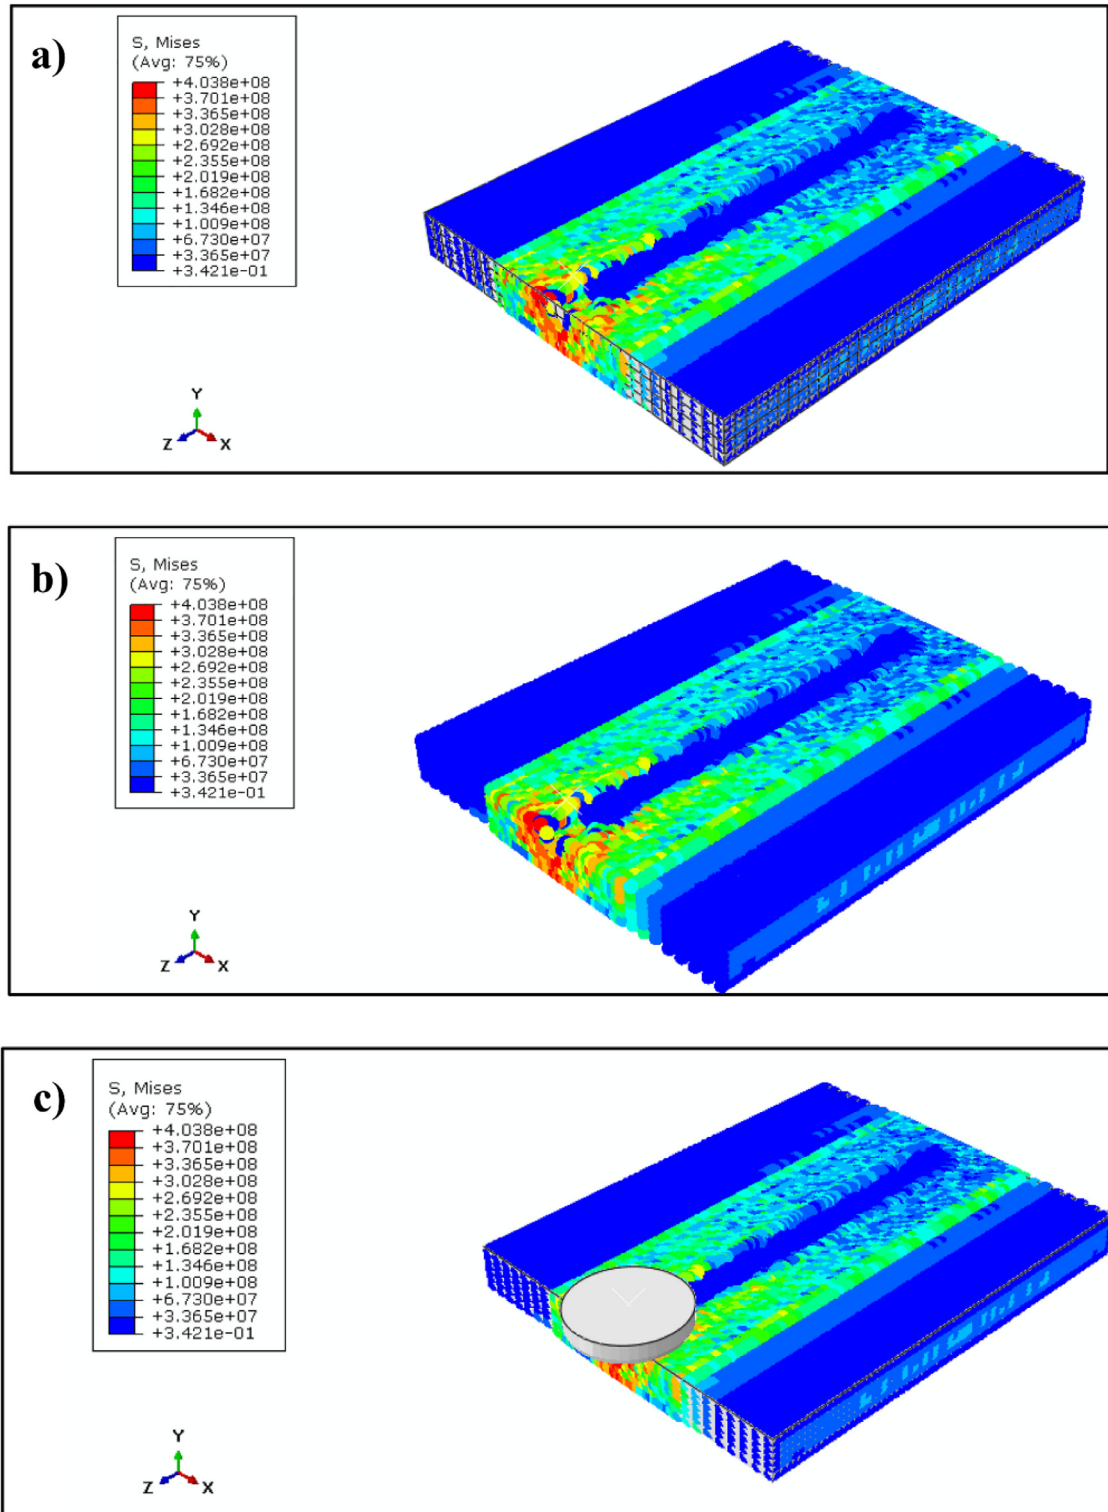 a)
S, Mises
(Avg: 75%)
+4.038e+08
+3.701e+08
+3.365e+08
+3.028e+08
+2.692e+08
+2.355e+08
+2.019e+08
+1.682e+08
+1.346e+08
+1.009e+08
+6.730e+07
+3.365e+07
+3.421e-01
Y
Z
X
b)
S, Mises
(Avg: 75%)
+4.038e+08
+3.701e+08
+3.365e+08
+3.028e+08
+2.692e+08
+2.355e+08
+2.019e+08
+1.682e+08
+1.346e+08
+1.009e+08
+6.730e+07
+3.365e+07
+3.421e-01
Y
Z
X
c)
S, Mises
(Avg: 75%)
+4.038e+08
+3.701e+08
+3.365e+08
+3.028e+08
+2.692e+08
+2.355e+08
+2.019e+08
+1.682e+08
+1.346e+08
+1.009e+08
+6.730e+07
+3.365e+07
+3.421e-01
Y
Z
X